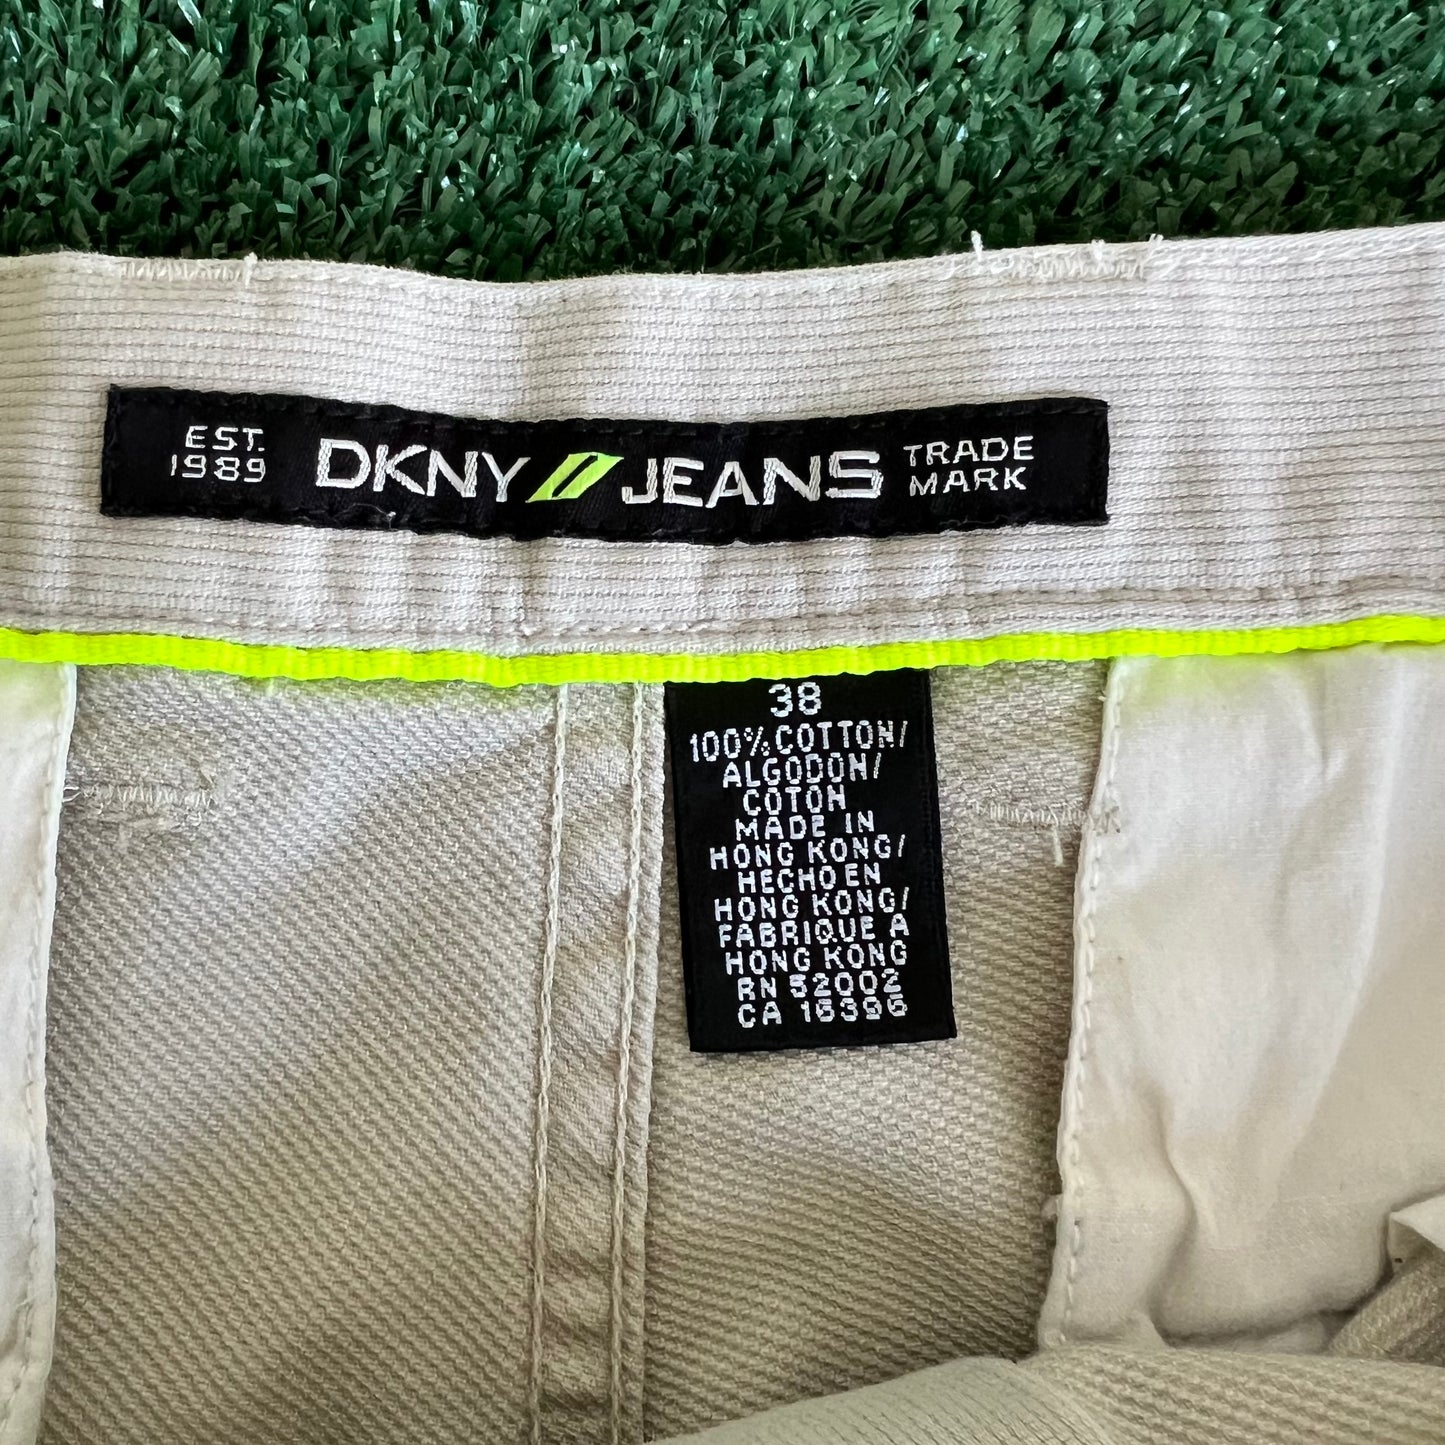 EST. 1989 DKNY JEANS TRADE MARK
38
100% COTTON/
ALGODON/
COTON
MADE IN
HONG KONG/
HECHO EN
HONG KONG/
FABRIQUE A
HONG KONG
RN 52002
CA 16396